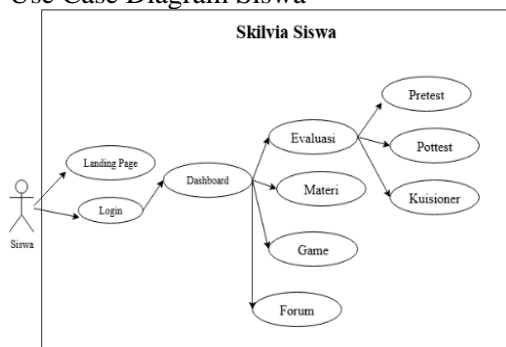 Use Case Diagram Siswa
Skilvia Siswa
Pretest
Evaluasi
Pottest
Landing Page
Dashboard
Materi
Kuisioner
Login
Siswa
Game
Forum